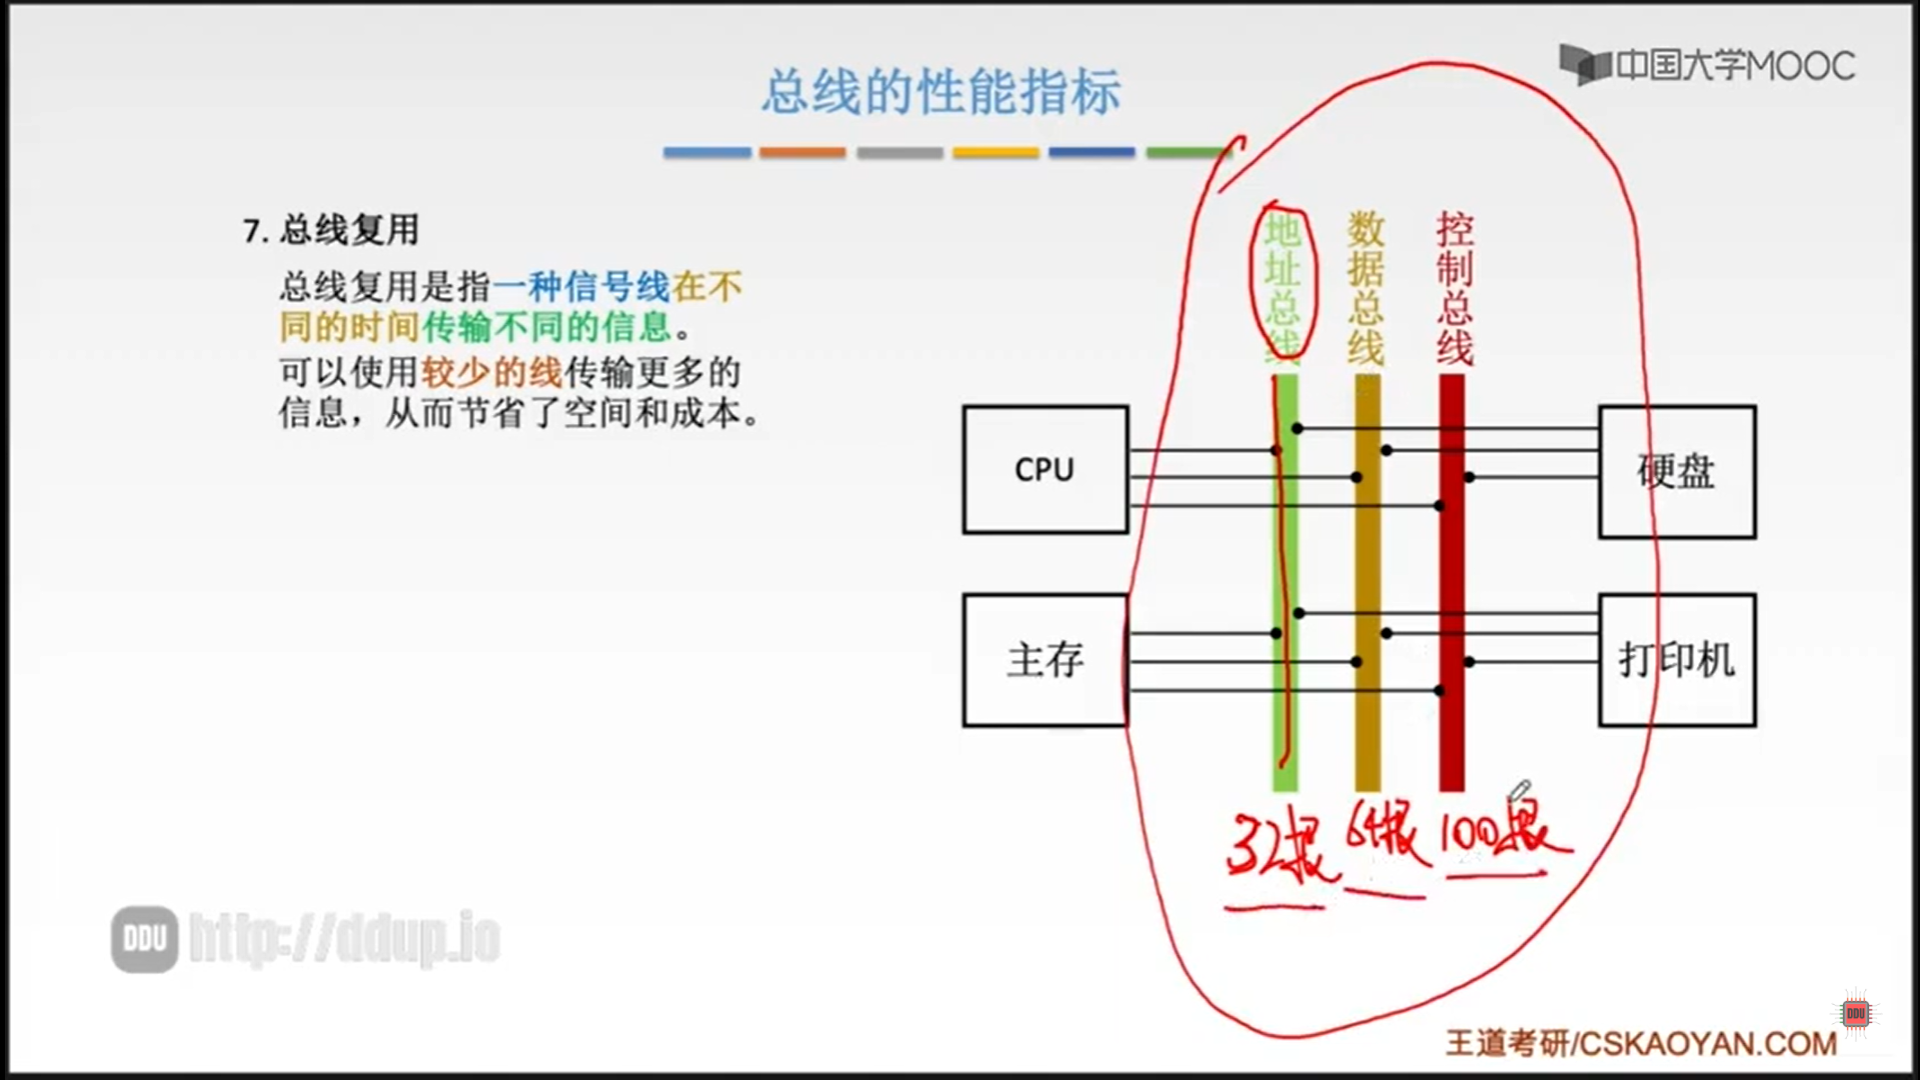 中国大学MOOC
总线的性能指标
7. 总线复用
总线复用是指一种信号线在不
同的时间传输不同的信息。
可以使用较少的线传输更多的
信息，从而节省了空间和成本。
地址总线
数据总线
控制总线
CPU
硬盘
主存
打印机
32根
64根
100根
DDU http://ddup.io
DDU
王道考研/CSKAOYAN.COM